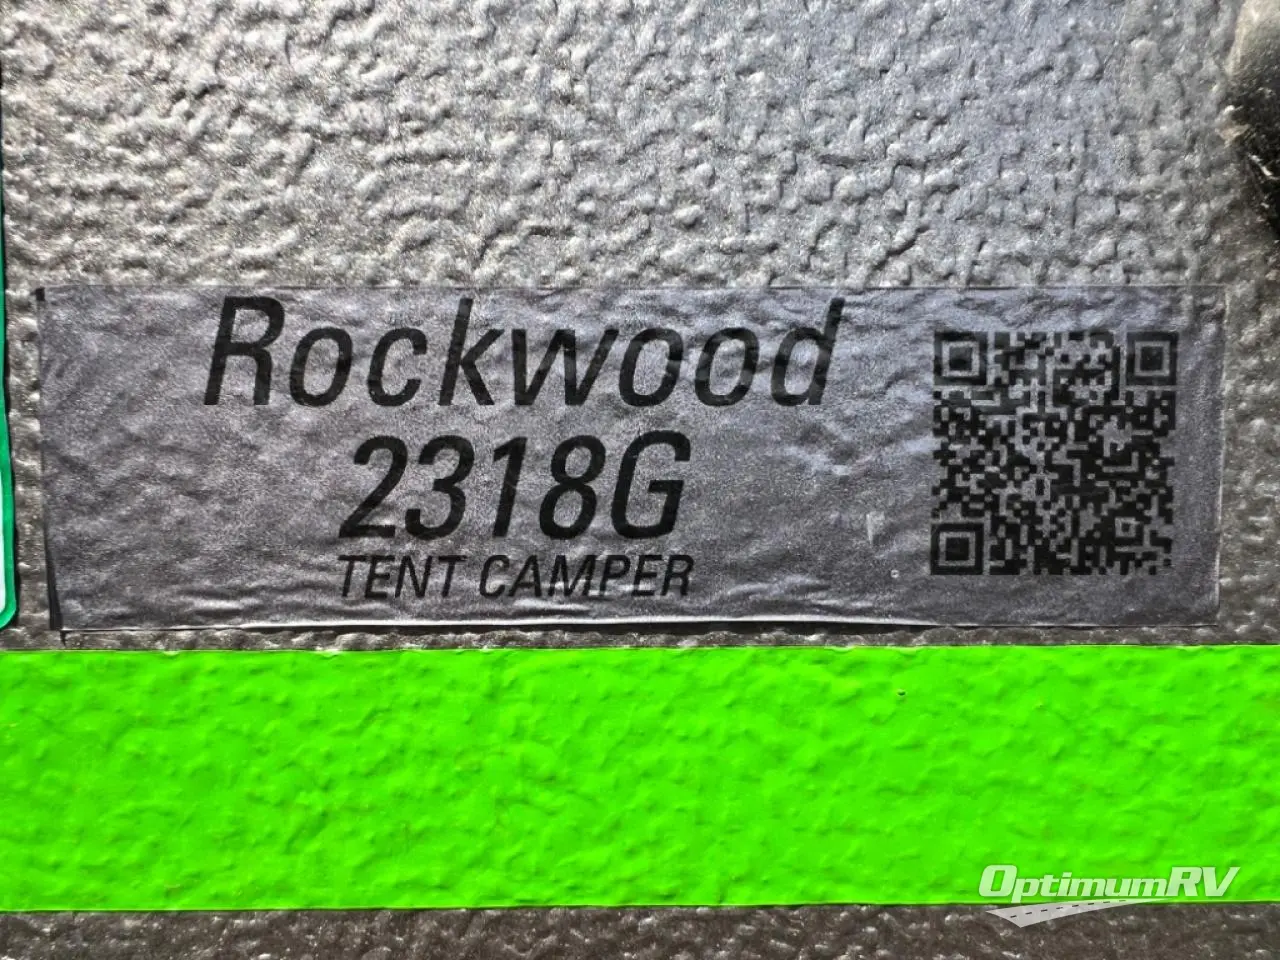 Rockwood
2318G
TENT CAMPER
OptimumRV